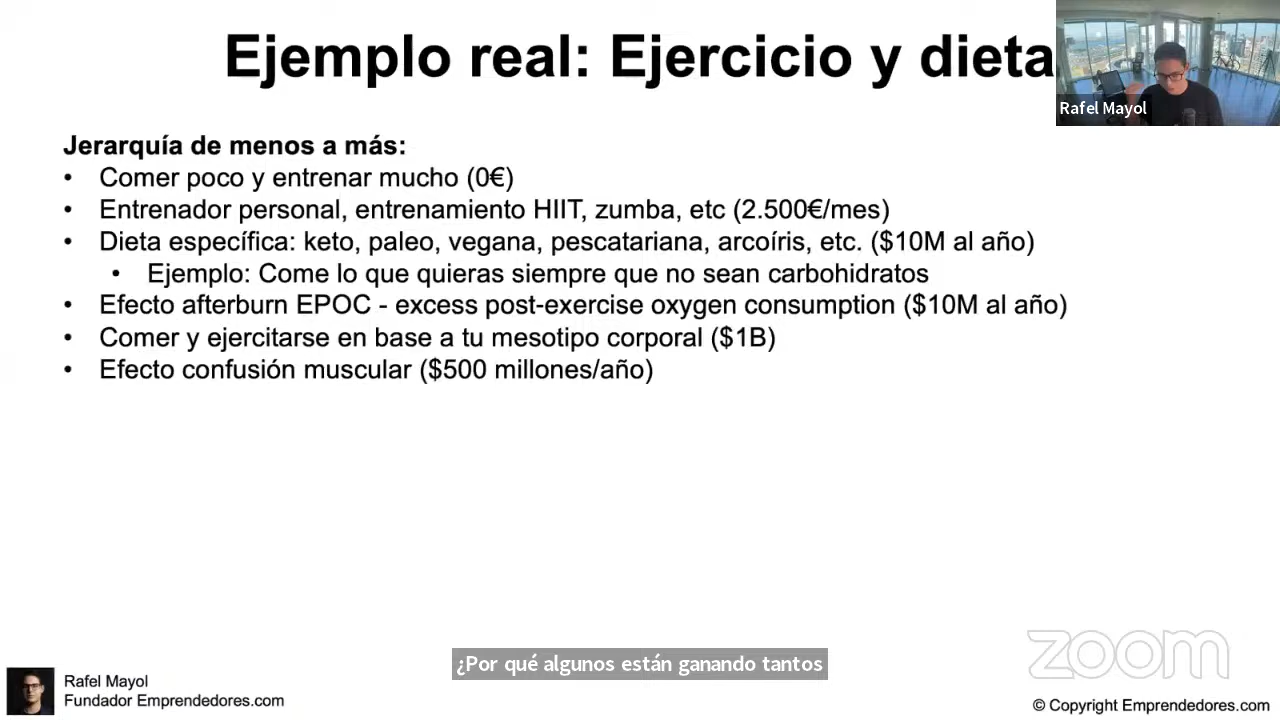 Ejemplo real: Ejercicio y dieta
Rafel Mayol
Jerarquía de menos a más:
• Comer poco y entrenar mucho (0€)
• Entrenador personal, entrenamiento HIIT, zumba, etc (2.500€/mes)
• Dieta específica: keto, paleo, vegana, pescatariana, arcoíris, etc. ($10M al año)
• Ejemplo: Come lo que quieras siempre que no sean carbohidratos
• Efecto afterburn EPOC - excess post-exercise oxygen consumption ($10M al año)
• Comer y ejercitarse en base a tu mesotipo corporal ($1B)
• Efecto confusión muscular ($500 millones/año)
¿Por qué algunos están ganando tantos
zoom
Rafel Mayol
Fundador Emprendedores.com
© Copyright Emprendedores.com